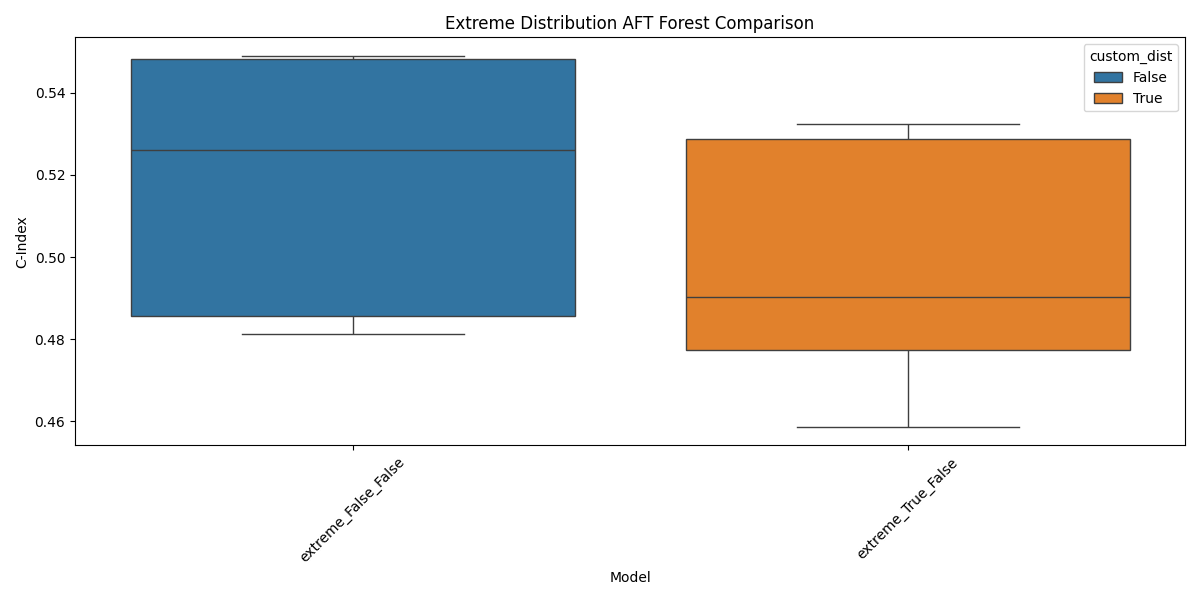 Extreme Distribution AFT Forest Comparison
custom_dist
False
True
0.54
0.52
0.50
0.48
0.46
C-Index
extreme_False_False
extreme_True_False
Model